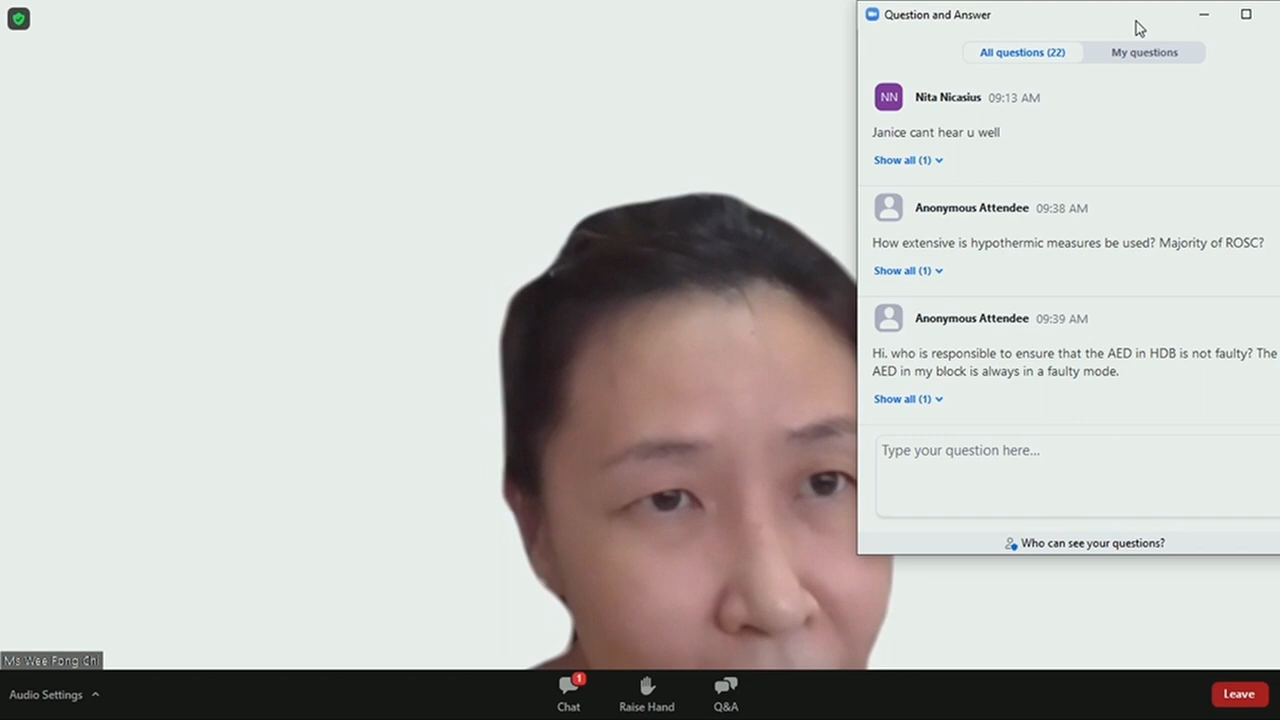 Question and Answer
All questions (22)
My questions
NN
Nita Nicasius 09:13 AM
Janice cant hear u well
Show all (1)
Anonymous Attendee 09:38 AM
How extensive is hypothermic measures be used? Majority of ROSC?
Show all (1)
Anonymous Attendee 09:39 AM
Hi. who is responsible to ensure that the AED in HDB is not faulty? The
AED in my block is always in a faulty mode.
Show all (1)
Type your question here...
Who can see your questions?
Ms Wee Fong Chi
Audio Settings
1
Chat
Raise Hand
Q&A
Leave